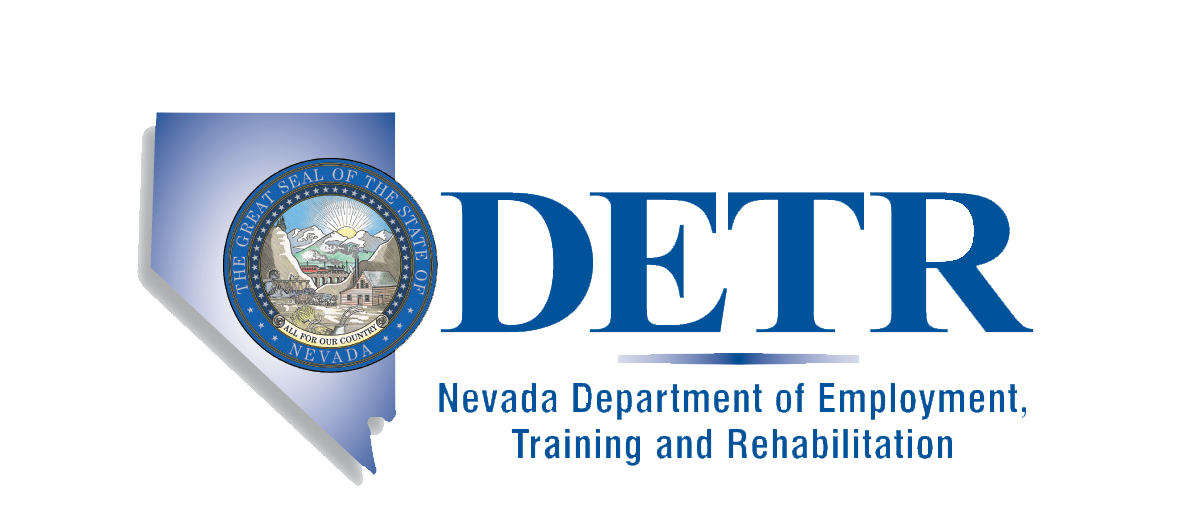 THE GREAT SEAL OF THE STATE OF
NEVADA
ALL FOR OUR COUNTRY
DETR
Nevada Department of Employment,
Training and Rehabilitation